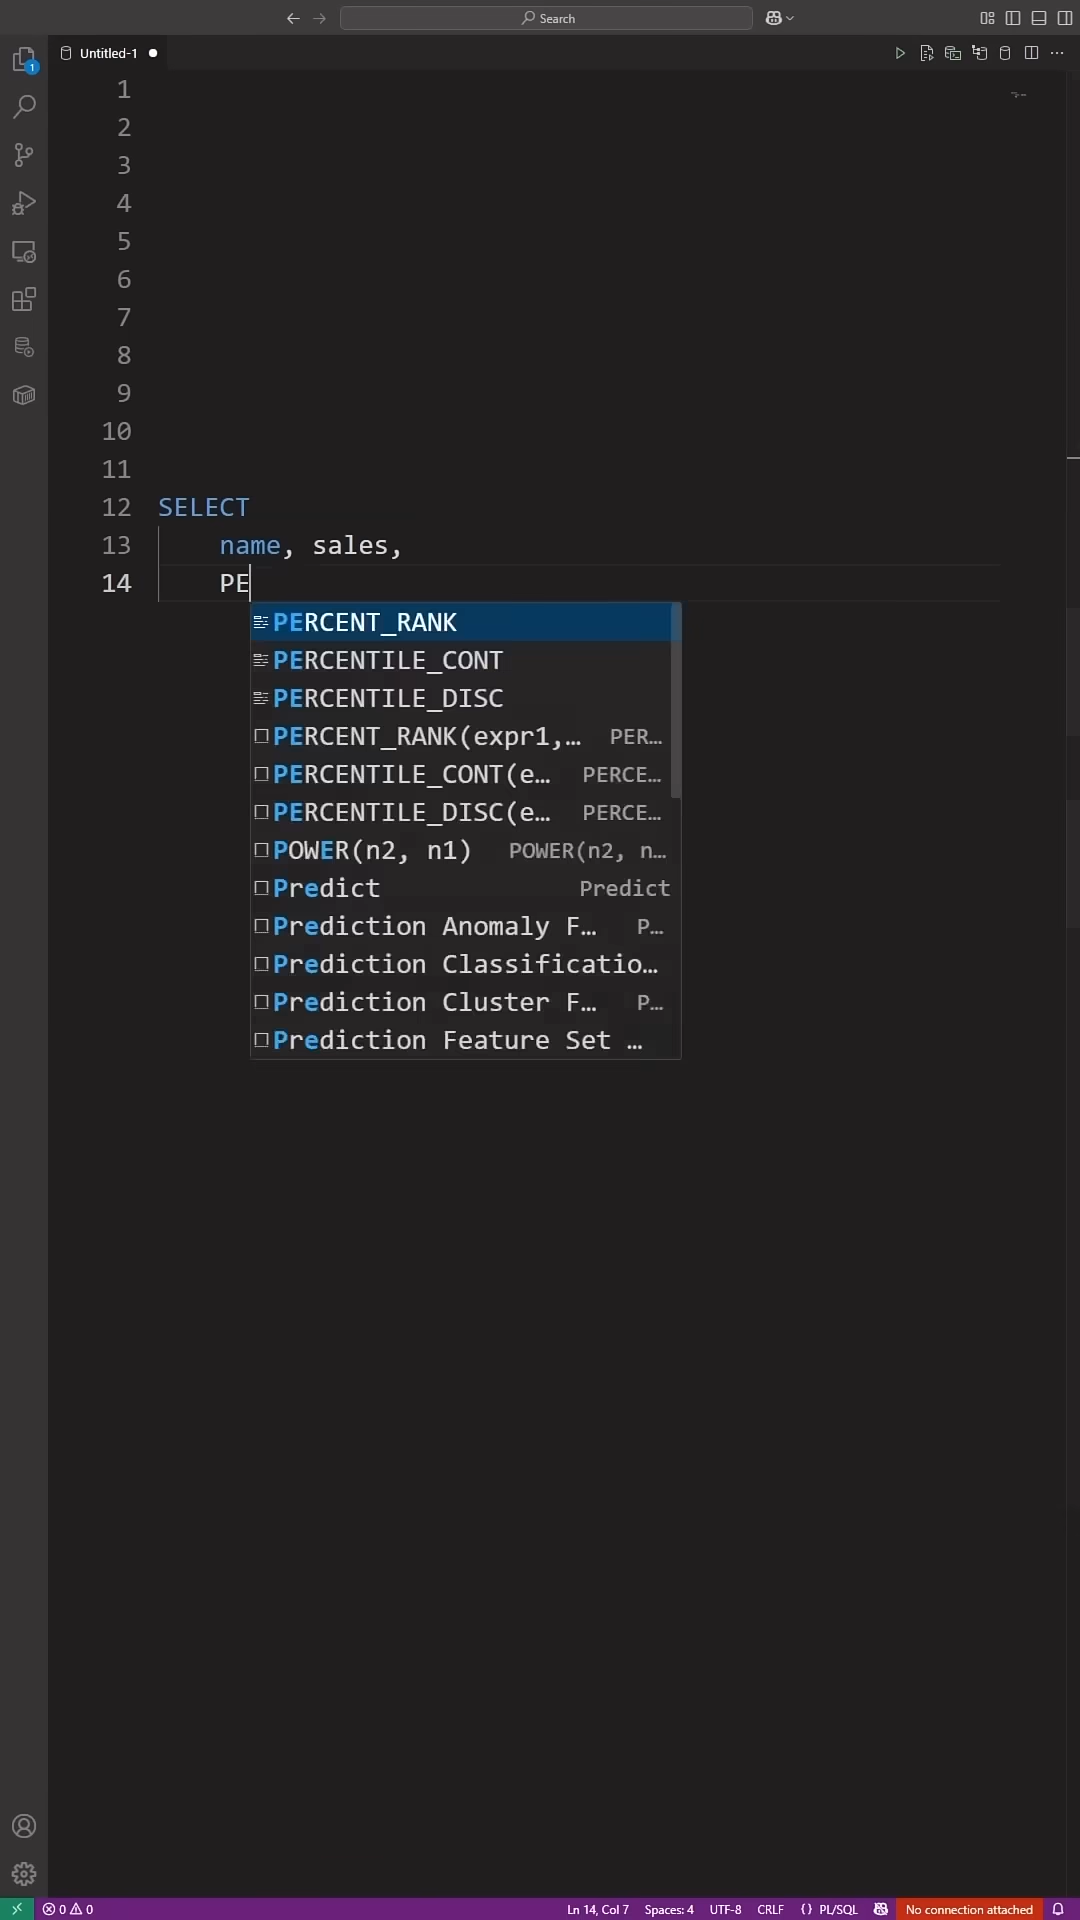 Search
Untitled-1
1
1
2
3
4
5
6
7
8
9
10
11
12 SELECT
13 name, sales,
14 PE
PERCENT_RANK
PERCENTILE_CONT
PERCENTILE_DISC
PERCENT_RANK(expr1,… PER…
PERCENTILE_CONT(e… PERCE…
PERCENTILE_DISC(e… PERCE…
POWER(n2, n1) POWER(n2, n…
Predict Predict
Prediction Anomaly F… P…
Prediction Classificatio…
Prediction Cluster F… P…
Prediction Feature Set …
0 0 Ln 14, Col 7 Spaces: 4 UTF-8 CRLF {} PL/SQL No connection attached